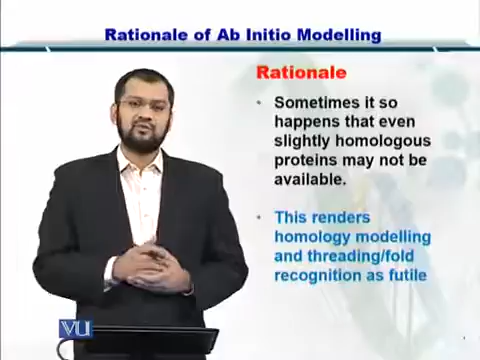 Rationale of Ab Initio Modelling
Rationale
• Sometimes it so
happens that even
slightly homologous
proteins may not be
available.
• This renders
homology modelling
and threading/fold
recognition as futile
VU